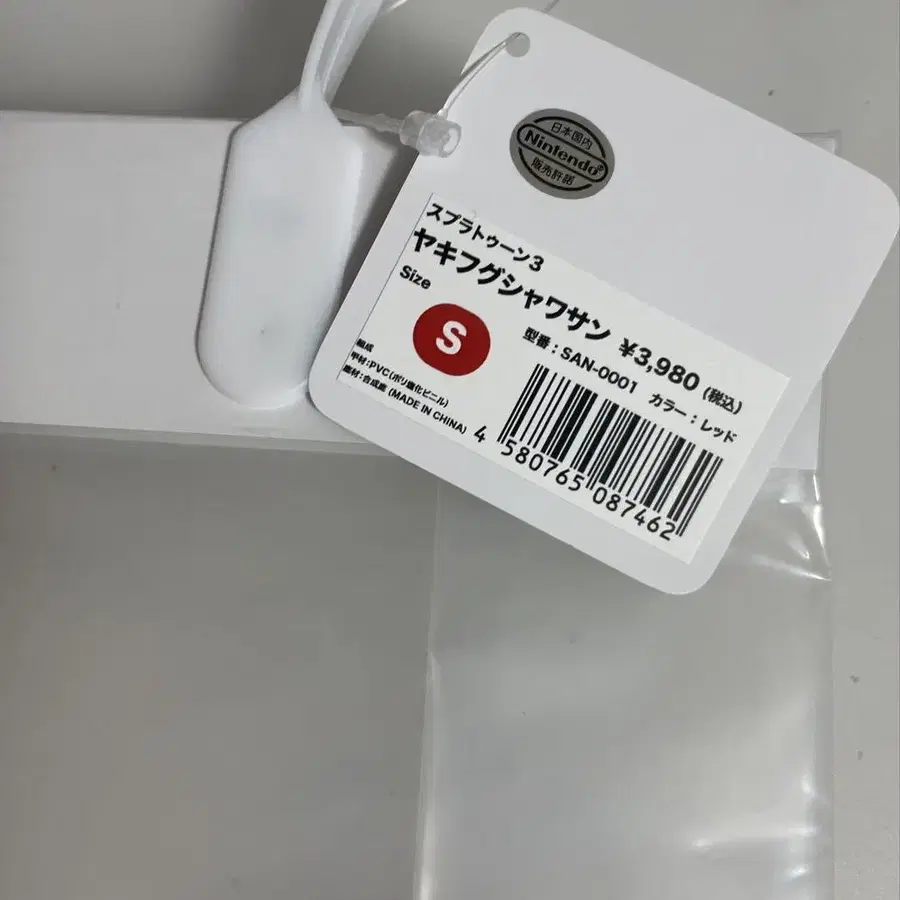 日本国内
Nintendo
販売許諾
スプラトゥーン3
ヤキフグシャワサン ¥3,980 (税込)
Size
S
型番：SAN-0001 カラー：レッド
組成
甲材：PVC(ポリ塩化ビニル)
底材：合成底 (MADE IN CHINA)
4 580765 087462